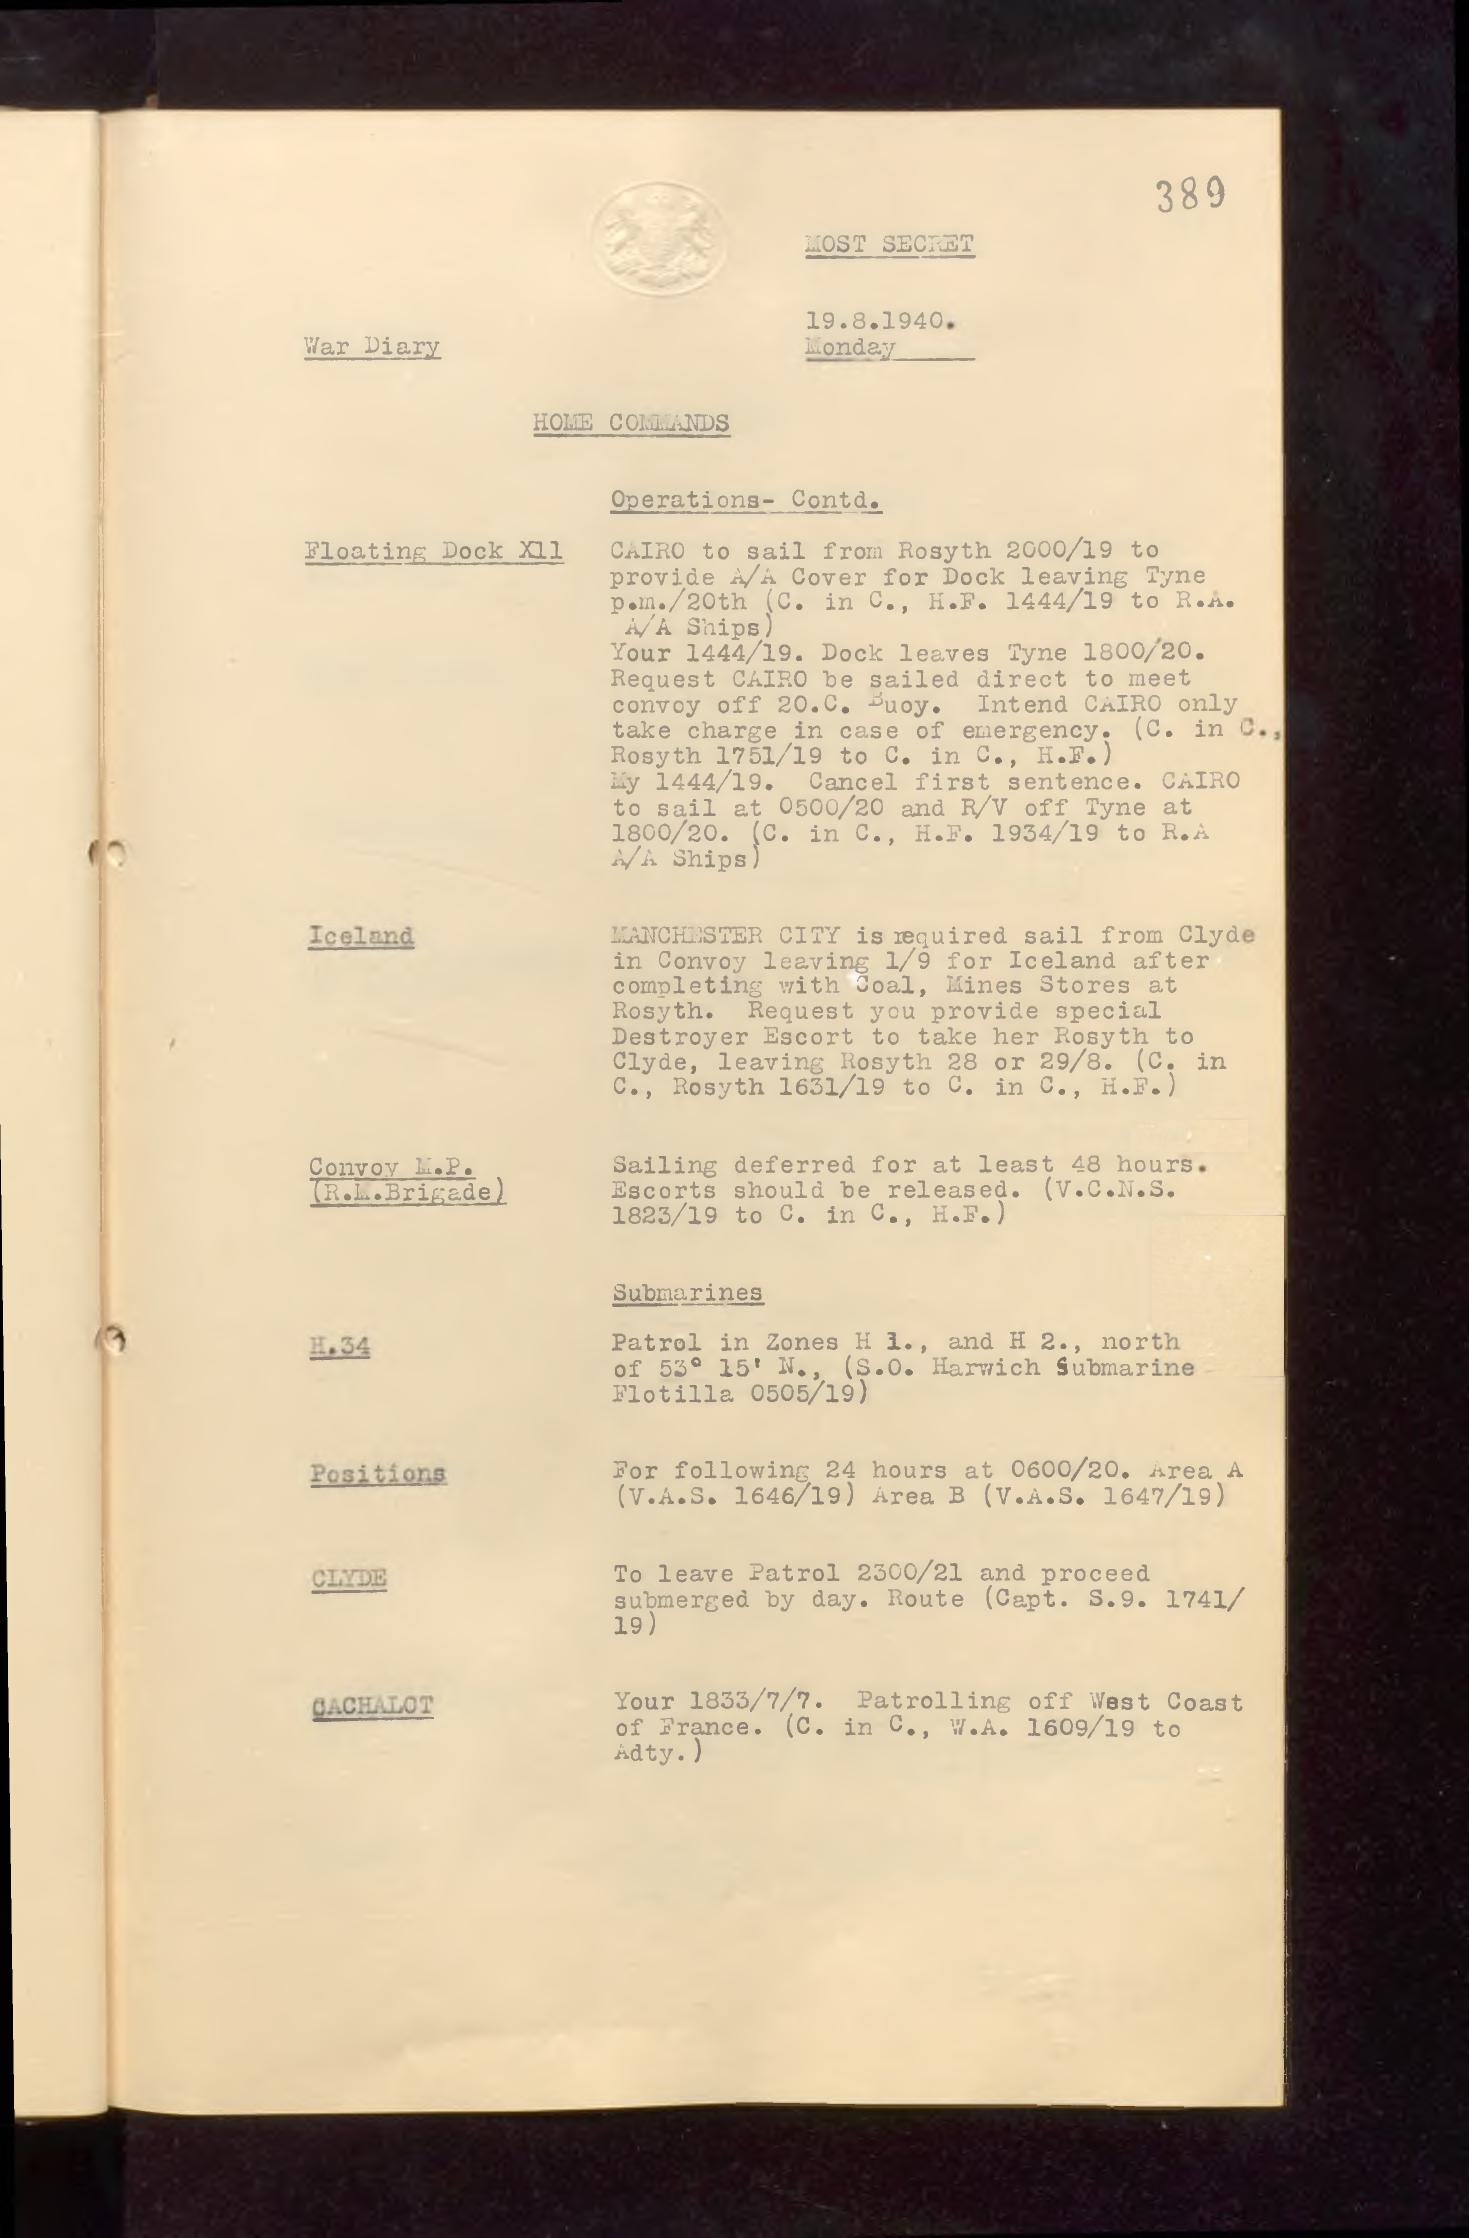 389
MOST SECRET
19.8.1940.
War Diary
Monday
HOME COMMANDS
Operations- Contd.
Floating Dock X11
CAIRO to sail from Rosyth 2000/19 to
provide A/A Cover for Dock leaving Tyne
p.m./20th (C. in C., H.F. 1444/19 to R.A.
A/A Ships)
Your 1444/19. Dock leaves Tyne 1800/20.
Request CAIRO be sailed direct to meet
convoy off 20.C. Buoy. Intend CAIRO only
take charge in case of emergency. (C. in C.,
Rosyth 1751/19 to C. in C., H.F.)
My 1444/19. Cancel first sentence. CAIRO
to sail at 0500/20 and R/V off Tyne at
1800/20. (C. in C., H.F. 1934/19 to R.A
A/A Ships)
Iceland
MANCHESTER CITY is required sail from Clyde
in Convoy leaving 1/9 for Iceland after
completing with Coal, Mines Stores at
Rosyth. Request you provide special
Destroyer Escort to take her Rosyth to
Clyde, leaving Rosyth 28 or 29/8. (C. in
C., Rosyth 1631/19 to C. in C., H.F.)
Convoy M.P.
(R.M.Brigade)
Sailing deferred for at least 48 hours.
Escorts should be released. (V.C.N.S.
1823/19 to C. in C., H.F.)
Submarines
H.34
Patrol in Zones H 1., and H 2., north
of 53° 15' N., (S.O. Harwich Submarine
Flotilla 0505/19)
Positions
For following 24 hours at 0600/20. Area A
(V.A.S. 1646/19) Area B (V.A.S. 1647/19)
CLYDE
To leave Patrol 2300/21 and proceed
submerged by day. Route (Capt. S.9. 1741/
19)
CACHALOT
Your 1833/7/7. Patrolling off West Coast
of France. (C. in C., W.A. 1609/19 to
Adty.)